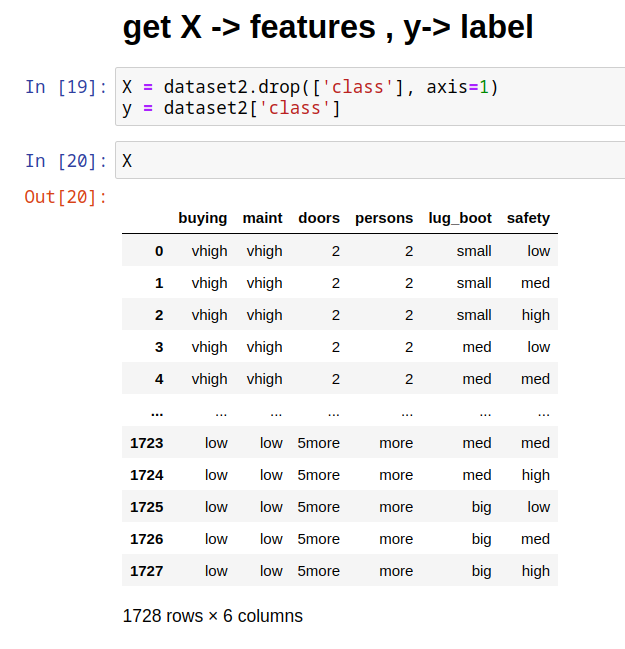 get X -> features , y-> label
In [19]: X = dataset2.drop(['class'], axis=1)
y = dataset2['class']
In [20]: X
Out[20]:
buying maint doors persons lug_boot safety
0 vhigh vhigh 2 2 small low
1 vhigh vhigh 2 2 small med
2 vhigh vhigh 2 2 small high
3 vhigh vhigh 2 2 med low
4 vhigh vhigh 2 2 med med
... ... ... ... ... ... ...
1723 low low 5more more med med
1724 low low 5more more med high
1725 low low 5more more big low
1726 low low 5more more big med
1727 low low 5more more big high
1728 rows × 6 columns